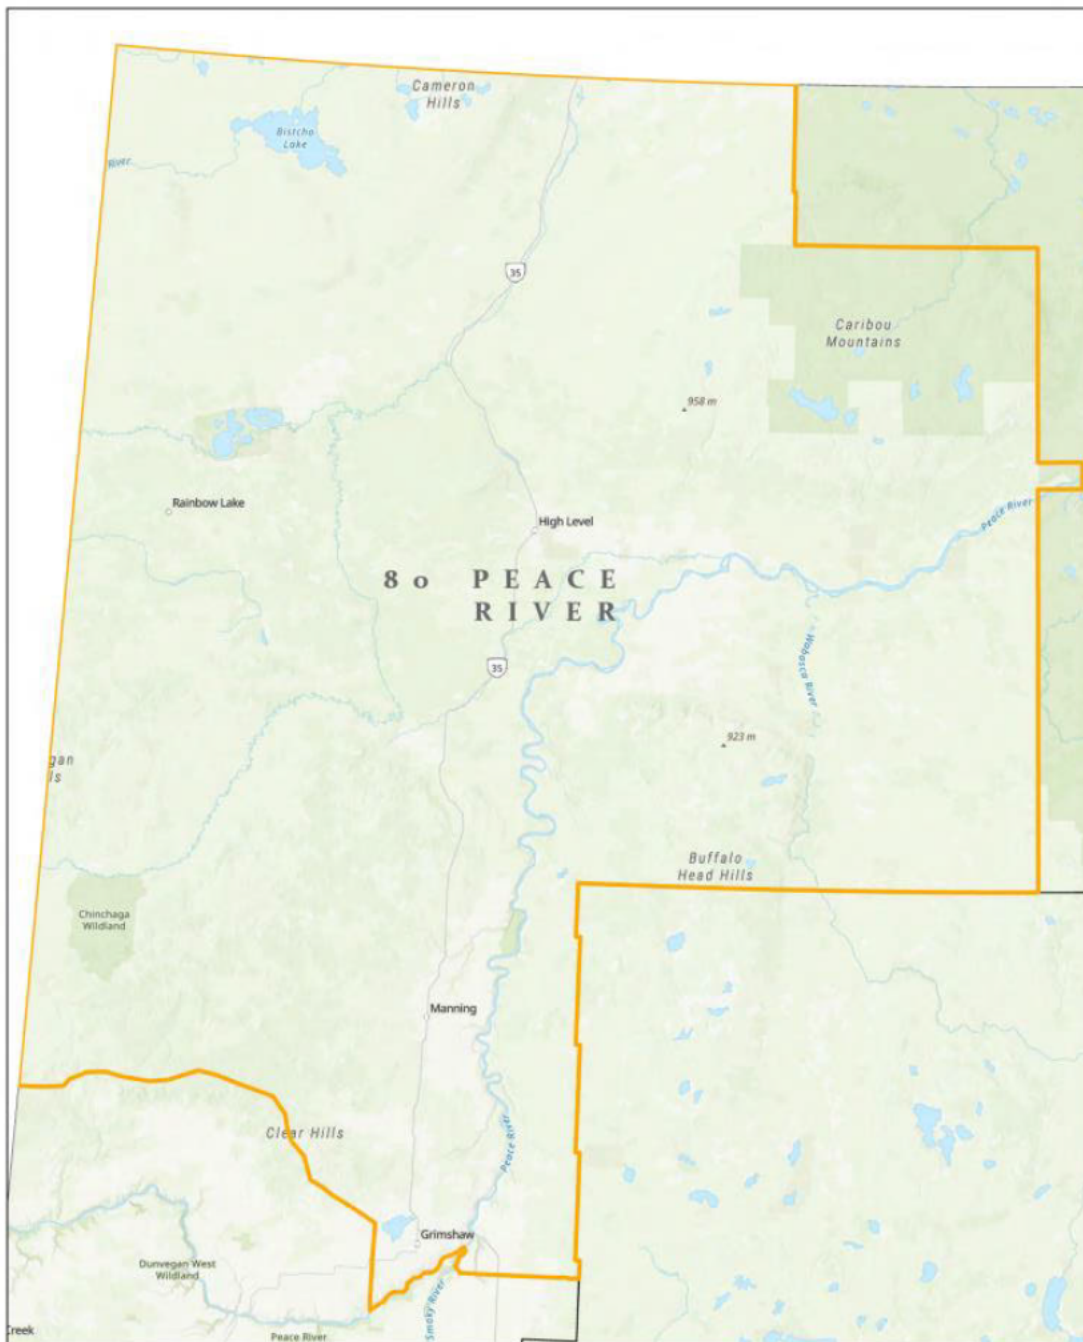 Cameron
Hills
Bistcho
Lake
River
35
Caribou
Mountains
958 m
Rainbow Lake
High Level
Peace River
80 PEACE
RIVER
Wabasca River
35
923 m
gan
ls
Buffalo
Head Hills
Chinchaga
Wildland
Manning
Peace River
Clear Hills
Grimshaw
Dunvegan West
Wildland
Smoky River
Creek
Peace River